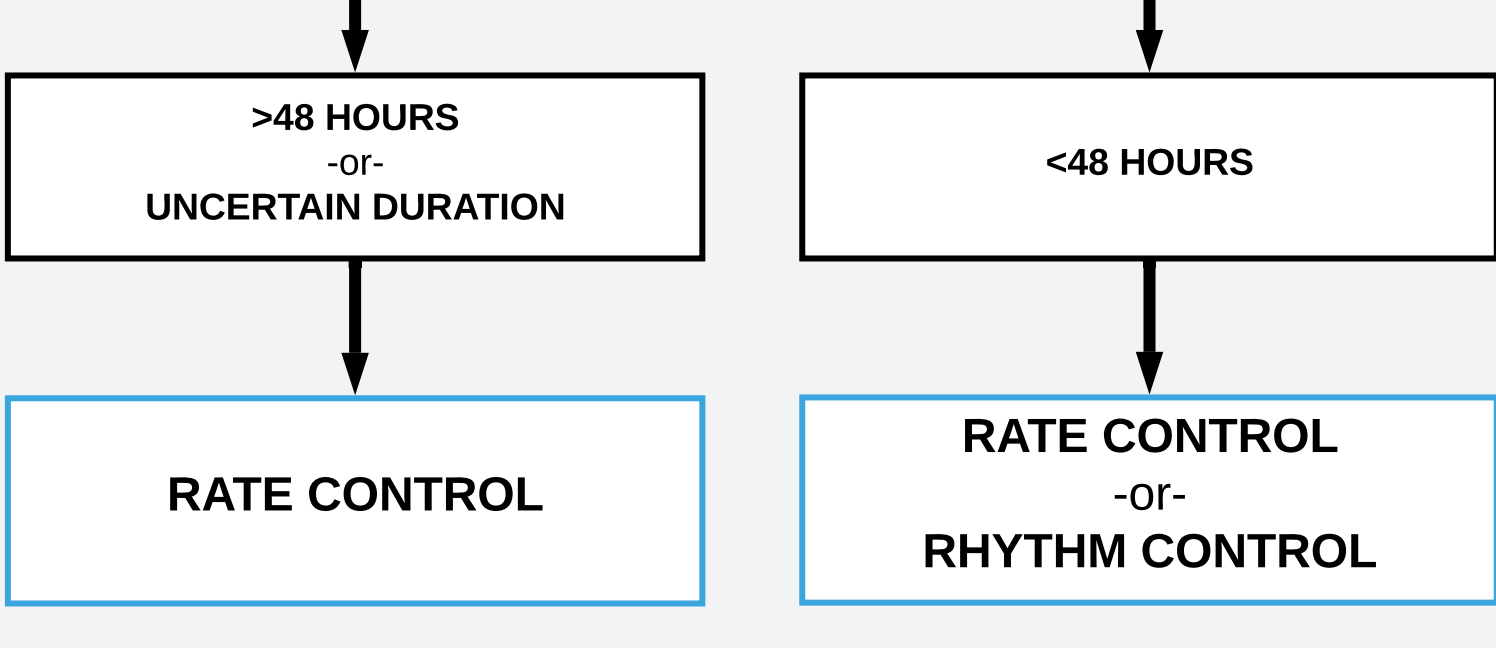 >48 HOURS
-or-
UNCERTAIN DURATION
<48 HOURS
RATE CONTROL
RATE CONTROL
-or-
RHYTHM CONTROL